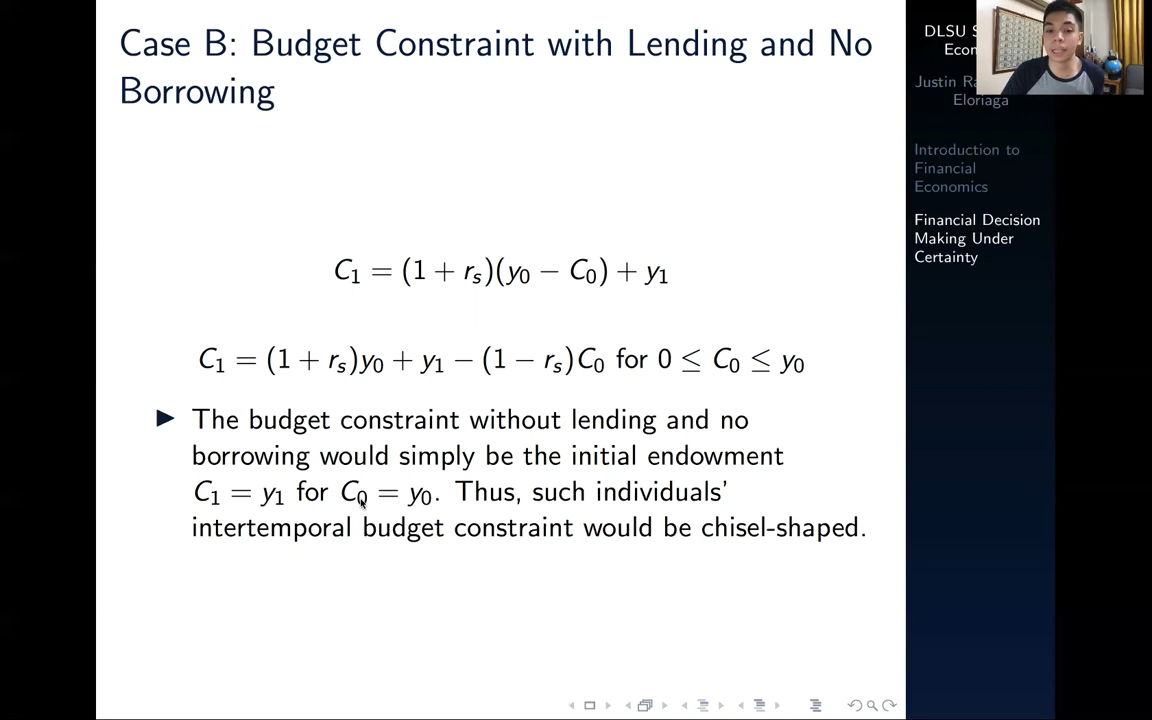 Case B: Budget Constraint with Lending and No
Borrowing
C₁ = (1 + rₛ)(y₀ − C₀) + y₁
C₁ = (1 + rₛ)y₀ + y₁ − (1 − rₛ)C₀ for 0 ≤ C₀ ≤ y₀
▶ The budget constraint without lending and no
borrowing would simply be the initial endowment
C₁ = y₁ for C₀ = y₀. Thus, such individuals'
intertemporal budget constraint would be chisel-shaped.
DLSU
Justin
Eloriaga
Introduction to
Financial
Economics
Financial Decision
Making Under
Certainty